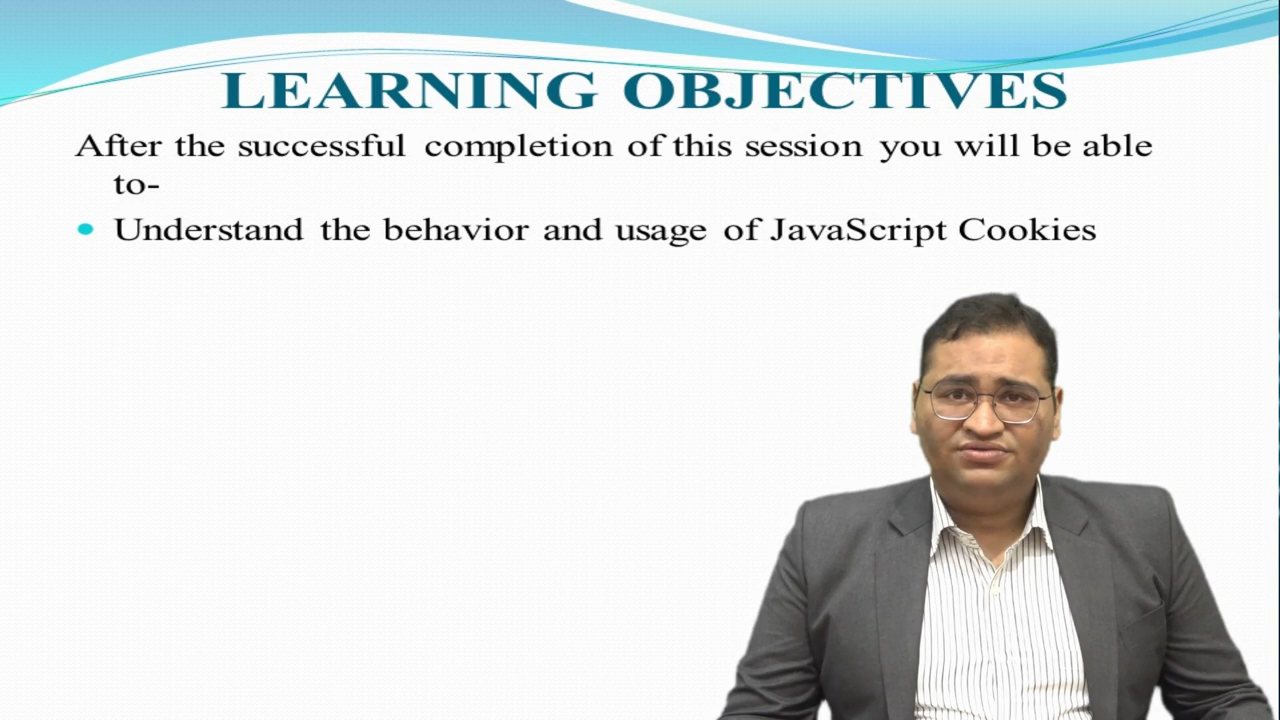 LEARNING OBJECTIVES
After the successful completion of this session you will be able
to-
Understand the behavior and usage of JavaScript Cookies